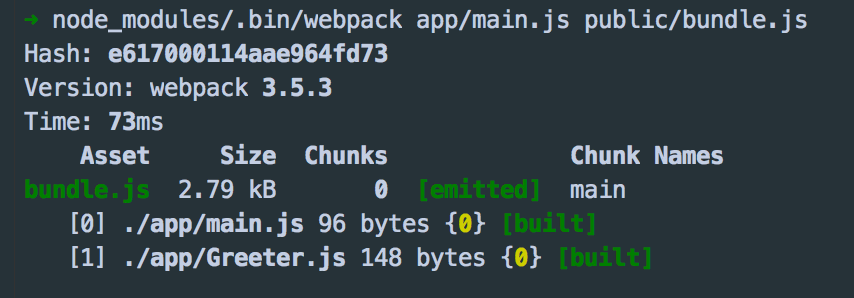 ➜ node_modules/.bin/webpack app/main.js public/bundle.js
Hash: e617000114aae964fd73
Version: webpack 3.5.3
Time: 73ms
Asset Size Chunks Chunk Names
bundle.js 2.79 kB 0 [emitted] main
[0] ./app/main.js 96 bytes {0} [built]
[1] ./app/Greeter.js 148 bytes {0} [built]